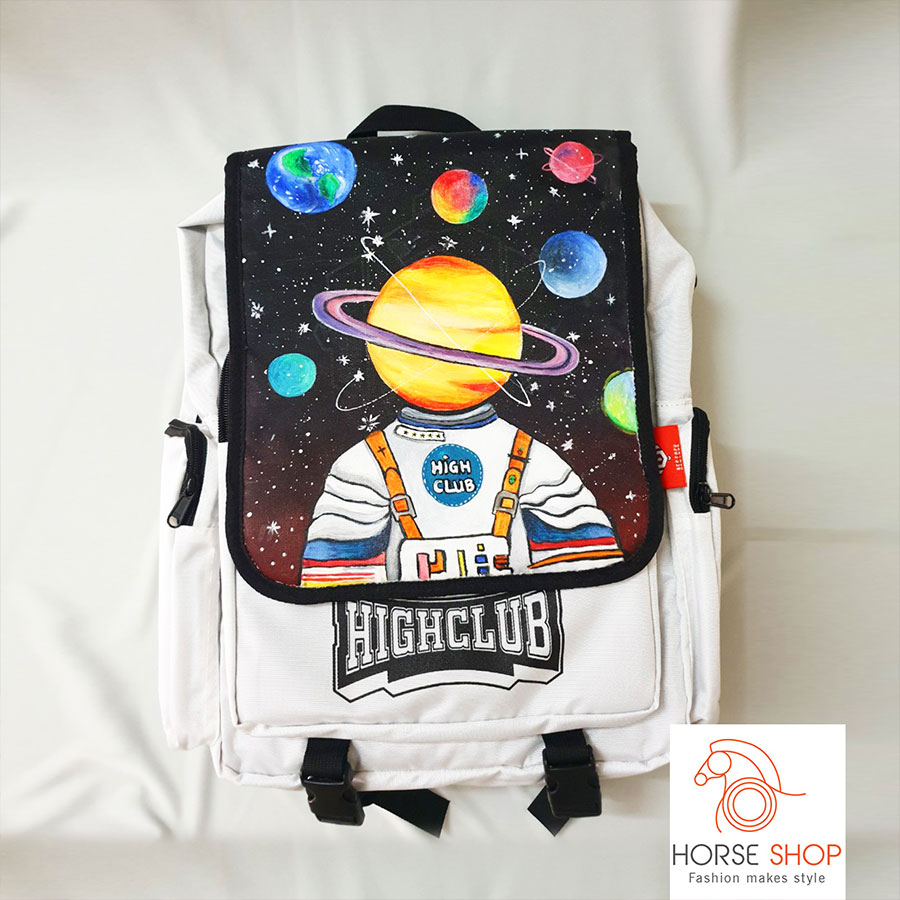 HIGH
CLUB
HIGHCLUB
HORSE SHOP
Fashion makes style